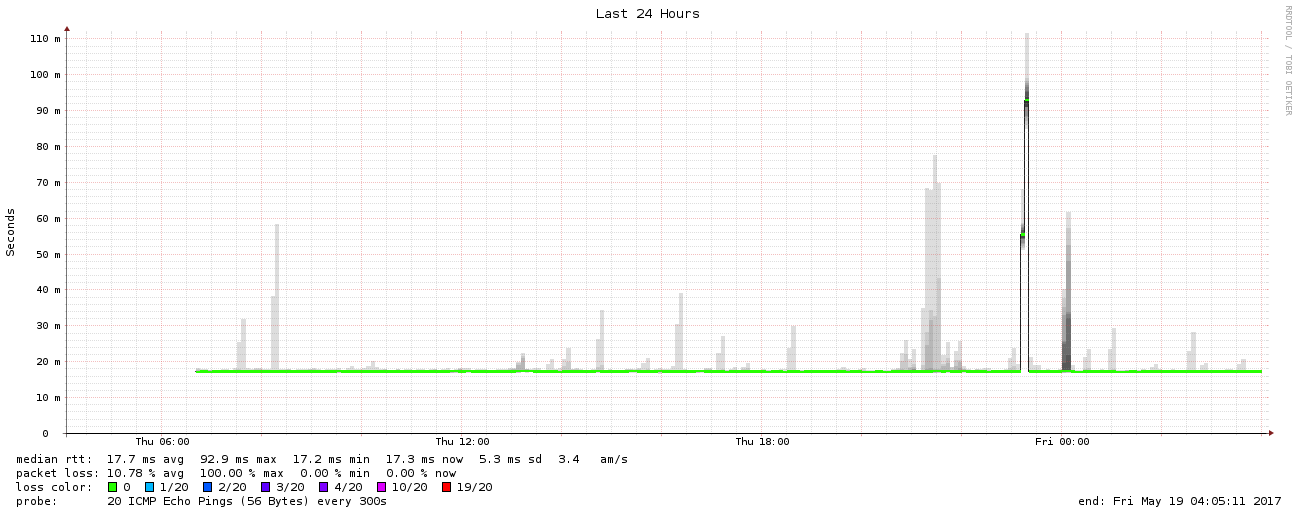 Last 24 Hours
RRDTOOL / TOBI OETIKER
Seconds
110 m
100 m
90 m
80 m
70 m
60 m
50 m
40 m
30 m
20 m
10 m
0
Thu 06:00 Thu 12:00 Thu 18:00 Fri 00:00
median rtt: 17.7 ms avg 92.9 ms max 17.2 ms min 17.3 ms now 5.3 ms sd 3.4 am/s
packet loss: 10.78 % avg 100.00 % max 0.00 % min 0.00 % now
loss color: 0 1/20 2/20 3/20 4/20 10/20 19/20
probe: 20 ICMP Echo Pings (56 Bytes) every 300s end: Fri May 19 04:05:11 2017